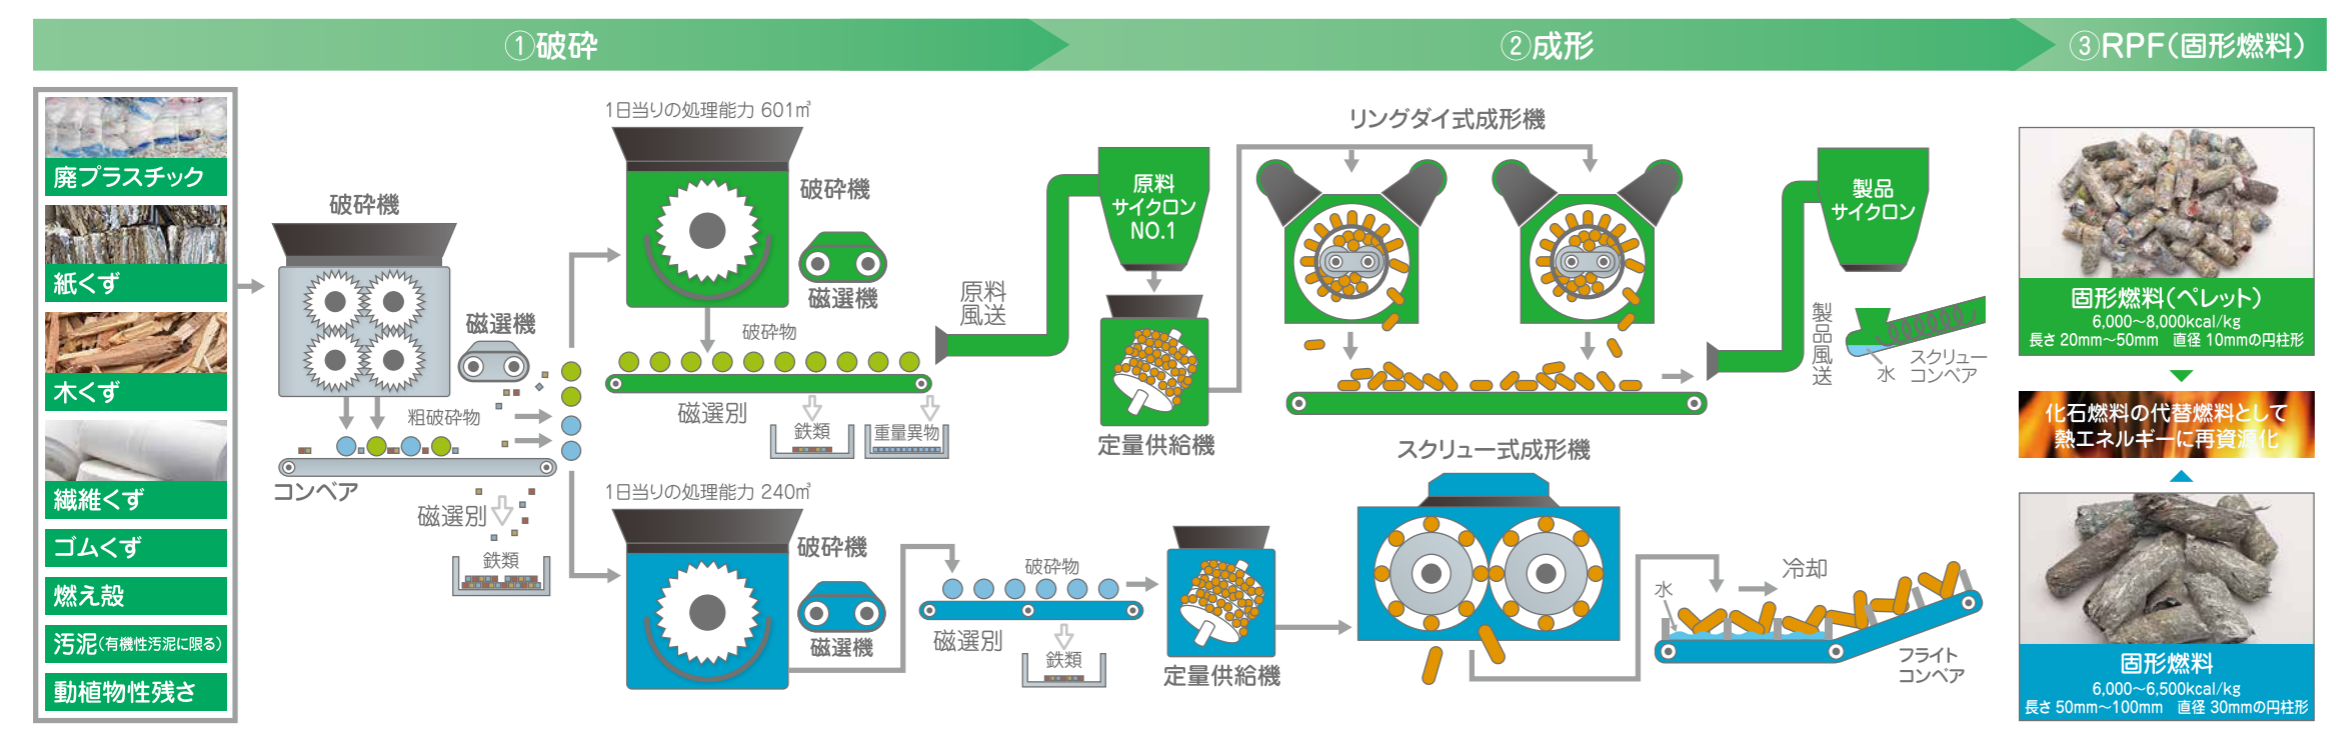 ①破砕
②成形
③RPF(固形燃料)
廃プラスチック
紙くず
木くず
繊維くず
ゴムくず
燃え殻
汚泥(有機性汚泥に限る)
動植物性残さ
破砕機
磁選機
粗破砕物
コンベア
磁選別
鉄類
1日当りの処理能力 601㎥
破砕機
磁選機
破砕物
磁選別
鉄類
重量異物
原料
風送
原料
サイクロン
NO.1
定量供給機
リングダイ式成形機
製品
サイクロン
製品風送
水
スクリュー
コンベア
1日当りの処理能力 240㎥
破砕機
磁選機
破砕物
磁選別
鉄類
定量供給機
スクリュー式成形機
水
冷却
フライト
コンベア
固形燃料(ペレット)
6,000〜8,000kcal/kg
長さ 20mm〜50mm 直径 10mmの円柱形
化石燃料の代替燃料として
熱エネルギーに再資源化
固形燃料
6,000〜6,500kcal/kg
長さ 50mm〜100mm 直径 30mmの円柱形